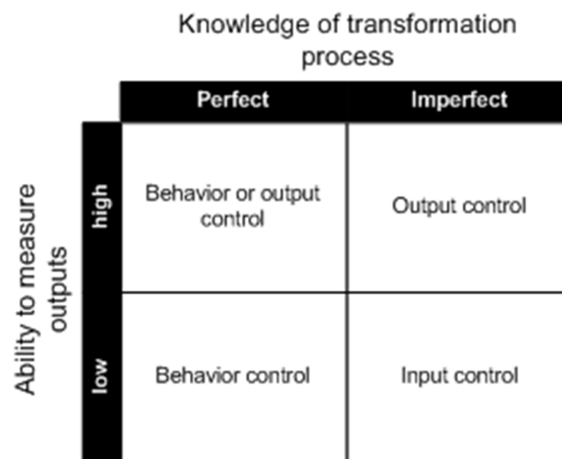 Knowledge of transformation
process
Perfect
Imperfect
Ability to measure
outputs
high
Behavior or output
control
Output control
low
Behavior control
Input control